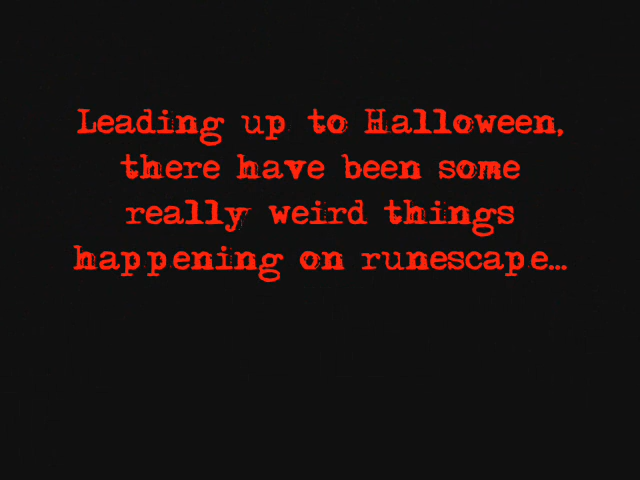 Leading up to Halloween,
there have been some
really weird things
happening on runescape...